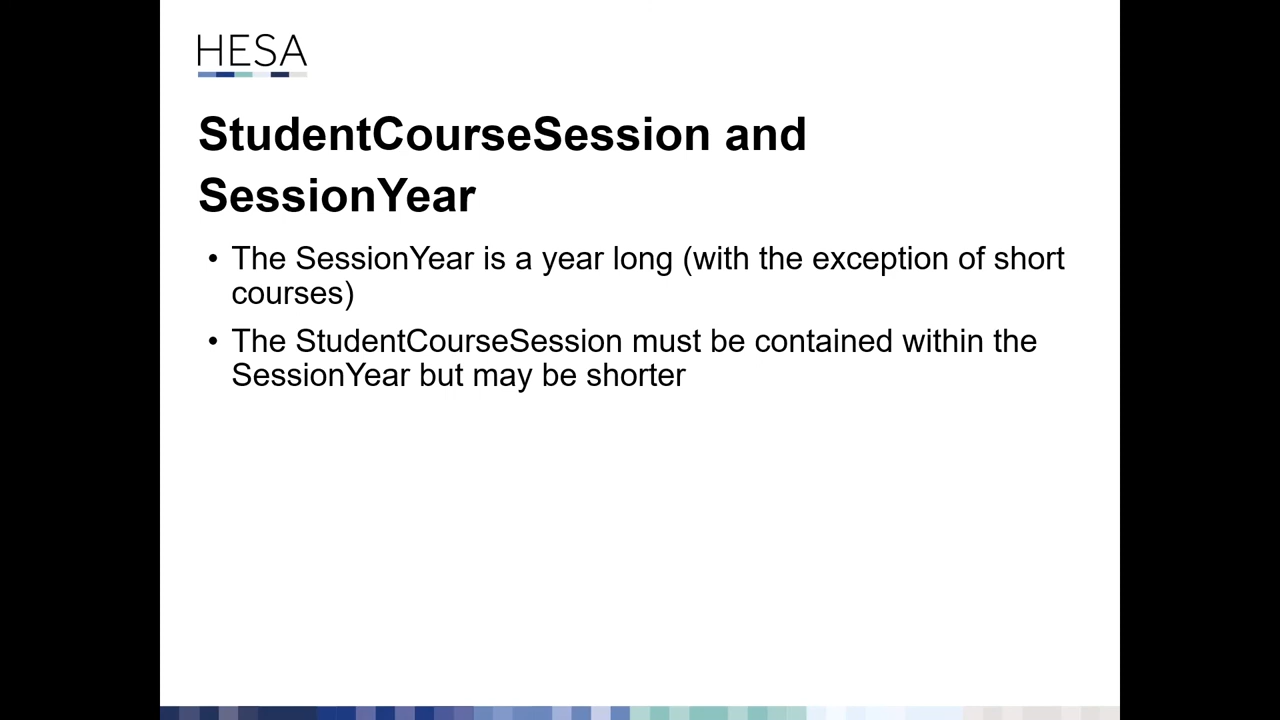 HESA
StudentCourseSession and
SessionYear
• The SessionYear is a year long (with the exception of short
courses)
• The StudentCourseSession must be contained within the
SessionYear but may be shorter